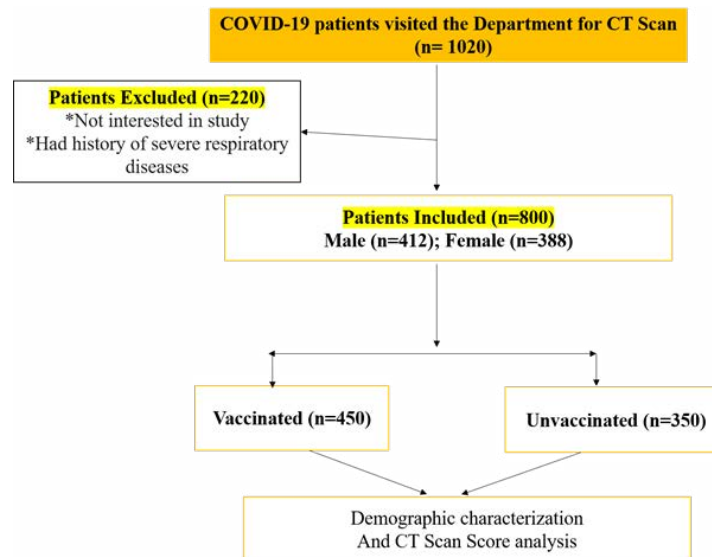 COVID-19 patients visited the Department for CT Scan
(n= 1020)
Patients Excluded (n=220)
*Not interested in study
*Had history of severe respiratory
diseases
Patients Included (n=800)
Male (n=412); Female (n=388)
Vaccinated (n=450)
Unvaccinated (n=350)
Demographic characterization
And CT Scan Score analysis